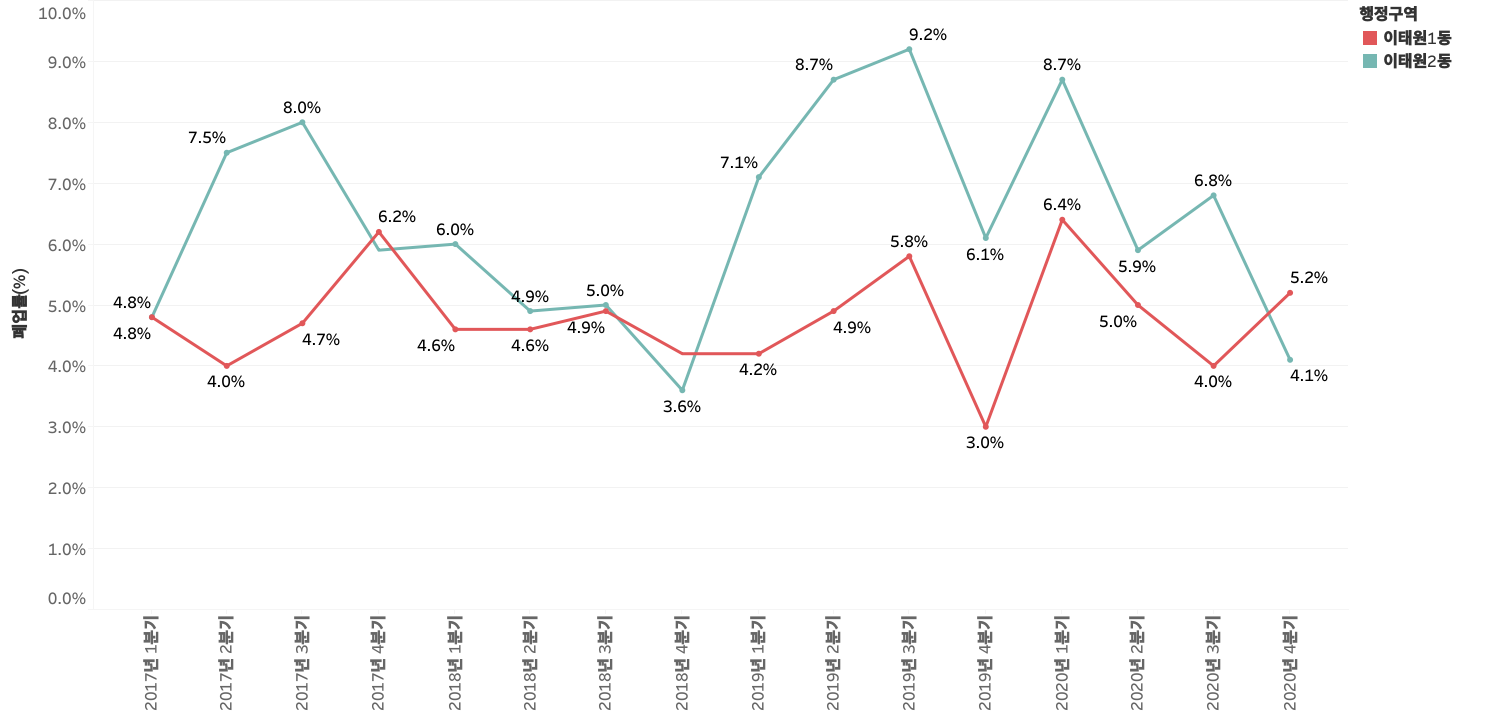 행정구역
이태원1동
이태원2동
폐업률(%)
10.0%
9.0%
8.0%
7.0%
6.0%
5.0%
4.0%
3.0%
2.0%
1.0%
0.0%
4.8%
4.8%
7.5%
4.0%
8.0%
4.7%
6.2%
6.0%
4.6%
4.9%
4.6%
5.0%
4.9%
3.6%
7.1%
4.2%
8.7%
4.9%
9.2%
5.8%
6.1%
3.0%
8.7%
6.4%
5.9%
5.0%
6.8%
4.0%
5.2%
4.1%
2017년 1분기
2017년 2분기
2017년 3분기
2017년 4분기
2018년 1분기
2018년 2분기
2018년 3분기
2018년 4분기
2019년 1분기
2019년 2분기
2019년 3분기
2019년 4분기
2020년 1분기
2020년 2분기
2020년 3분기
2020년 4분기